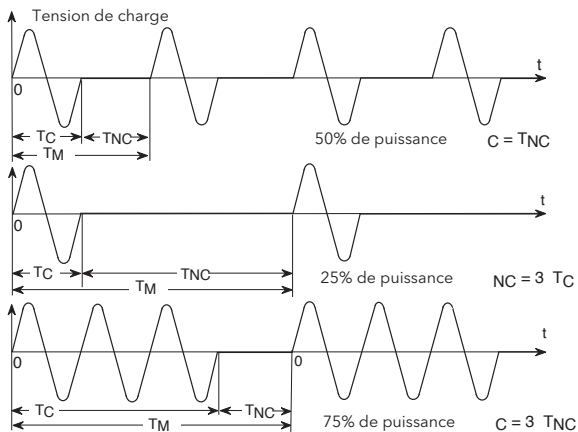 Tension de charge
t
0
TC TNC
TM
50% de puissance
C = TNC
t
0
TC TNC
TM
25% de puissance
NC = 3 TC
t
0 0
TC TNC
TM
75% de puissance
C = 3 TNC